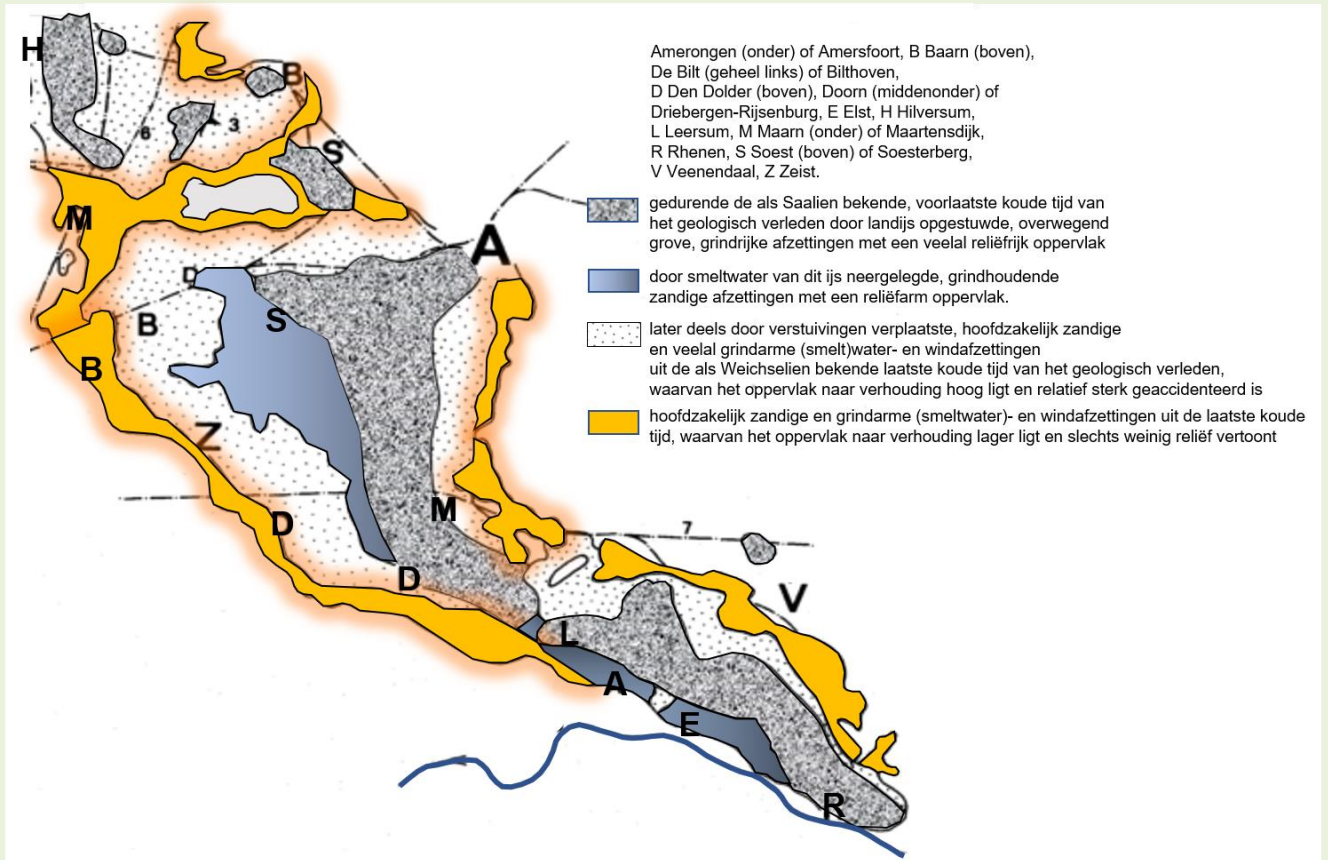 H
B
6
3
S
M
A
D
B
S
B
Z
M
D
7
D
V
L
A
E
R
Amerongen (onder) of Amersfoort, B Baarn (boven),
De Bilt (geheel links) of Bilthoven,
D Den Dolder (boven), Doorn (middenonder) of
Driebergen-Rijsenburg, E Elst, H Hilversum,
L Leersum, M Maarn (onder) of Maartensdijk,
R Rhenen, S Soest (boven) of Soesterberg,
V Veenendaal, Z Zeist.
gedurende de als Saalien bekende, voorlaatste koude tijd van
het geologisch verleden door landijs opgestuwde, overwegend
grove, grindrijke afzettingen met een veelal reliëfrijk oppervlak
door smeltwater van dit ijs neergelegde, grindhoudende
zandige afzettingen met een reliëfarm oppervlak.
later deels door verstuivingen verplaatste, hoofdzakelijk zandige
en veelal grindarme (smelt)water- en windafzettingen
uit de als Weichselien bekende laatste koude tijd van het geologisch verleden,
waarvan het oppervlak naar verhouding hoog ligt en relatief sterk geaccidenteerd is
hoofdzakelijk zandige en grindarme (smeltwater)- en windafzettingen uit de laatste koude
tijd, waarvan het oppervlak naar verhouding lager ligt en slechts weinig reliëf vertoont